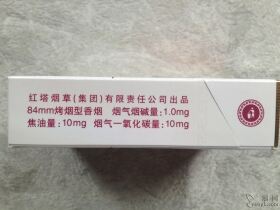 红塔烟草(集团)有限责任公司出品
84mm烤烟型香烟 烟气烟碱量：1.0mg
焦油量：10mg 烟气一氧化碳量：10mg